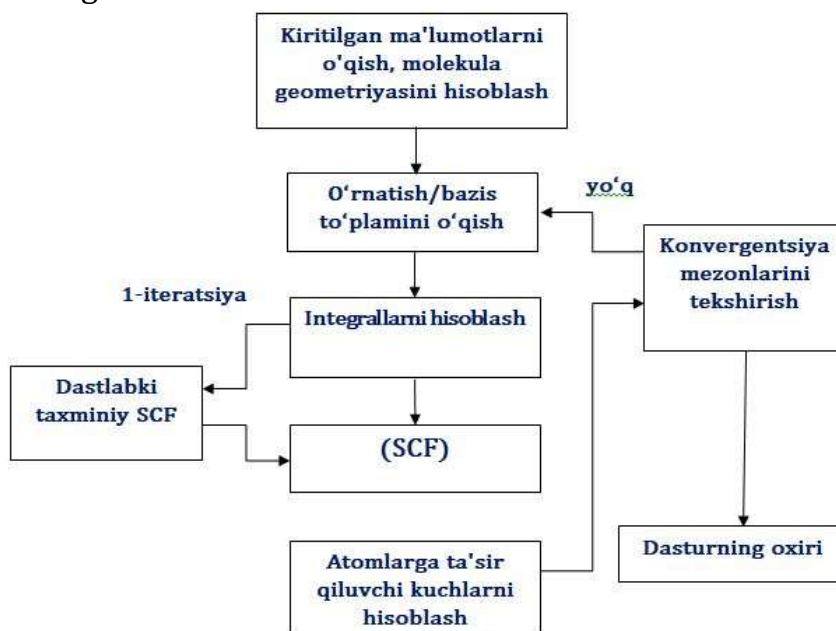 Kiritilgan ma'lumotlarni
o'qish, molekula
geometriyasini hisoblash
O‘rnatish/bazis
to‘plamini o‘qish
yo‘q
Konvergentsiya
mezonlarini
tekshirish
1-iteratsiya
Integrallarni hisoblash
Dastlabki
taxminiy SCF
(SCF)
Atomlarga ta'sir
qiluvchi kuchlarni
hisoblash
Dasturning oxiri